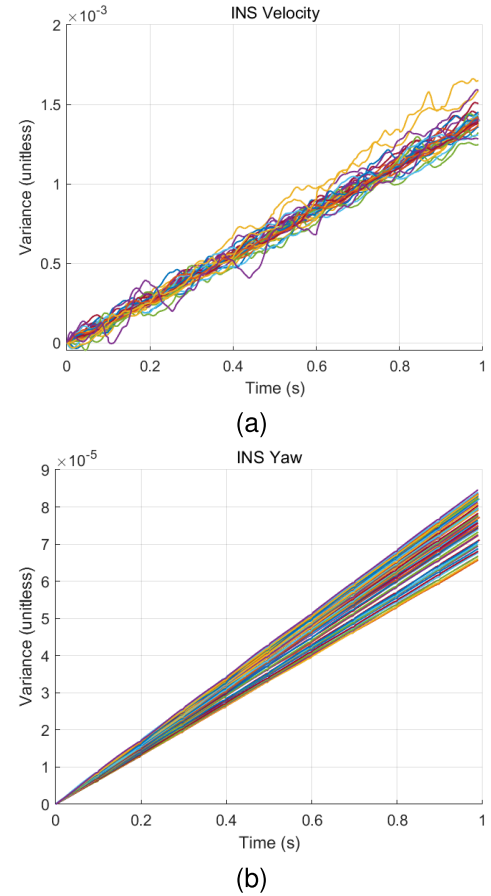 INS Velocity
×10⁻³
2
1.5
1
0.5
0
Variance (unitless)
0 0.2 0.4 0.6 0.8 1
Time (s)
(a)
INS Yaw
×10⁻⁵
9
8
7
6
5
4
3
2
1
0
Variance (unitless)
0 0.2 0.4 0.6 0.8 1
Time (s)
(b)